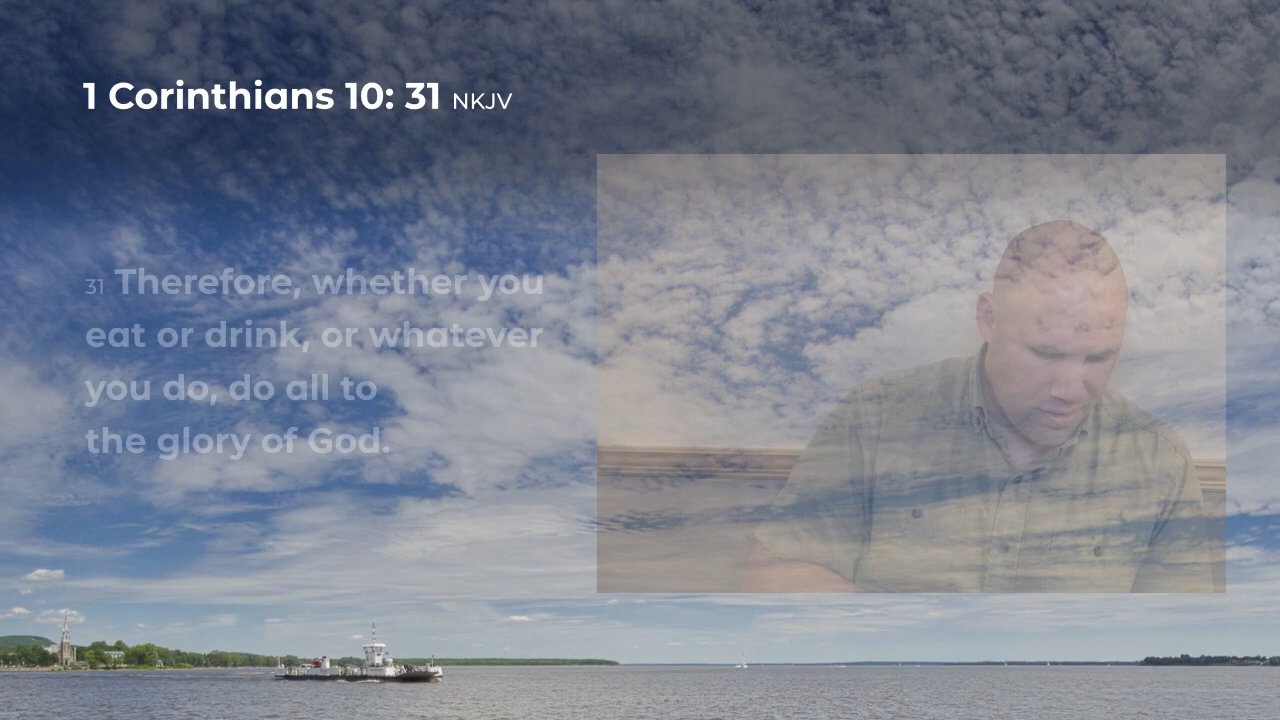 1 Corinthians 10: 31 NKJV
31 Therefore, whether you
eat or drink, or whatever
you do, do all to
the glory of God.